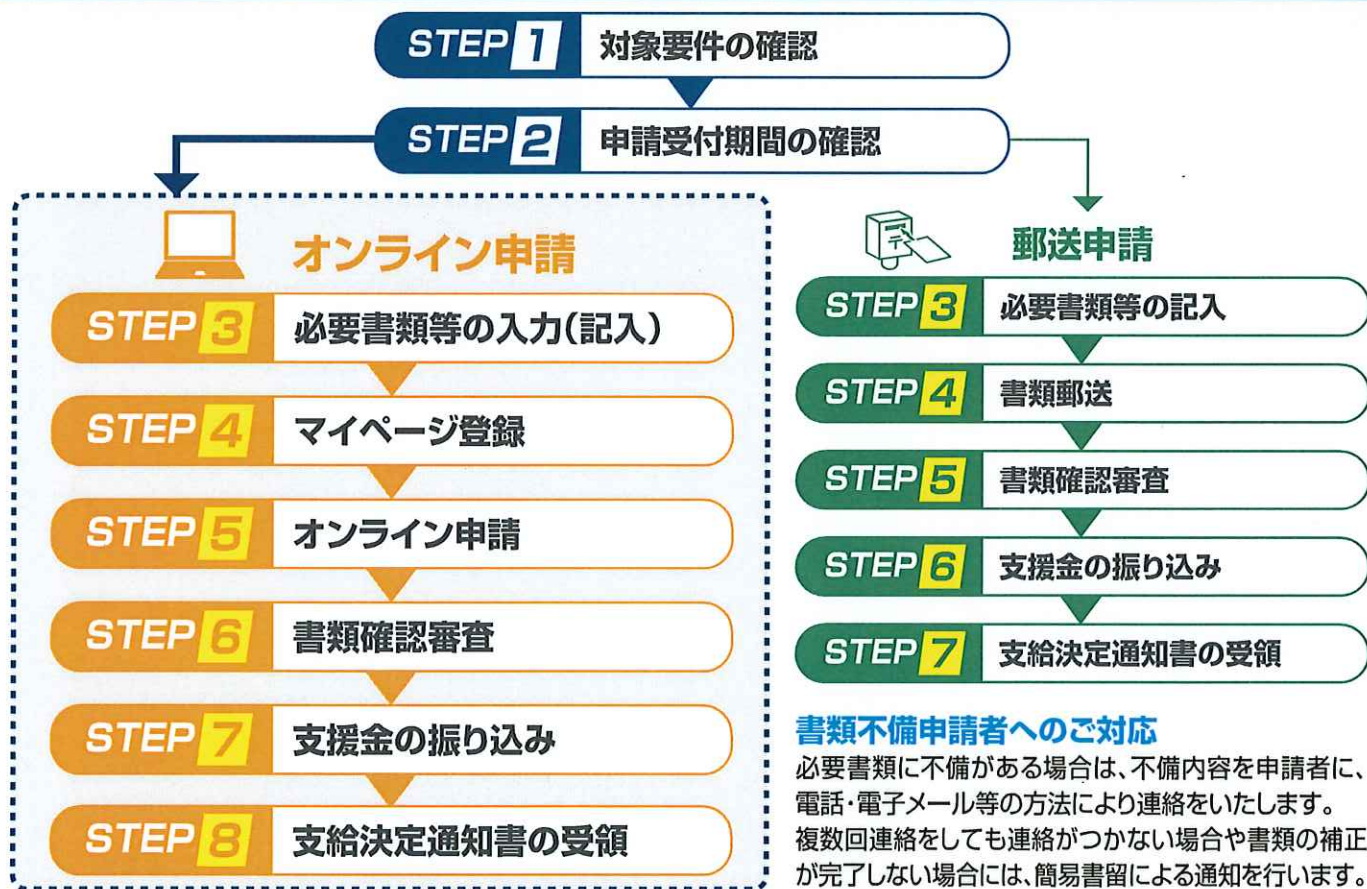 STEP 1 対象要件の確認
STEP 2 申請受付期間の確認
オンライン申請
STEP 3 必要書類等の入力(記入)
STEP 4 マイページ登録
STEP 5 オンライン申請
STEP 6 書類確認審査
STEP 7 支援金の振り込み
STEP 8 支給決定通知書の受領
〒
郵送申請
STEP 3 必要書類等の記入
STEP 4 書類郵送
STEP 5 書類確認審査
STEP 6 支援金の振り込み
STEP 7 支給決定通知書の受領
書類不備申請者へのご対応
必要書類に不備がある場合は、不備内容を申請者に、
電話・電子メール等の方法により連絡をいたします。
複数回連絡をしても連絡がつかない場合や書類の補正
が完了しない場合には、簡易書留による通知を行います。